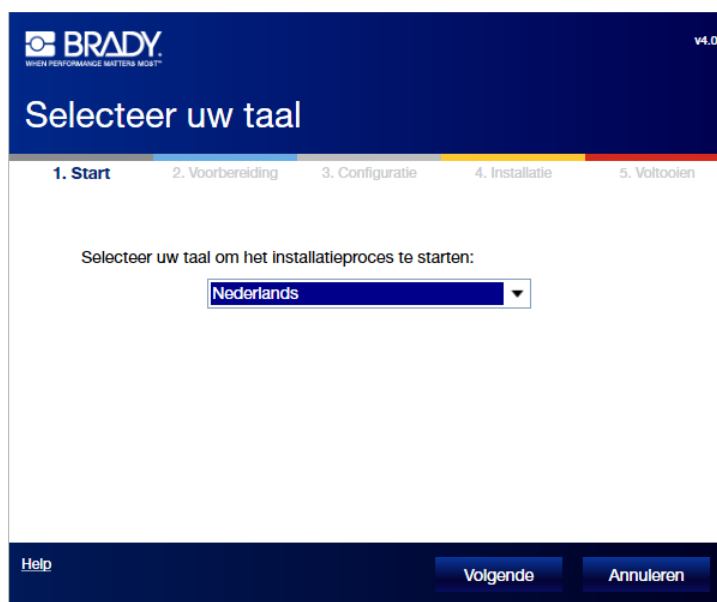 BRADY.
WHEN PERFORMANCE MATTERS MOST™
v4.0
Selecteer uw taal
1. Start 2. Voorbereiding 3. Configuratie 4. Installatie 5. Voltooien
Selecteer uw taal om het installatieproces te starten:
Nederlands
Help Volgende Annuleren